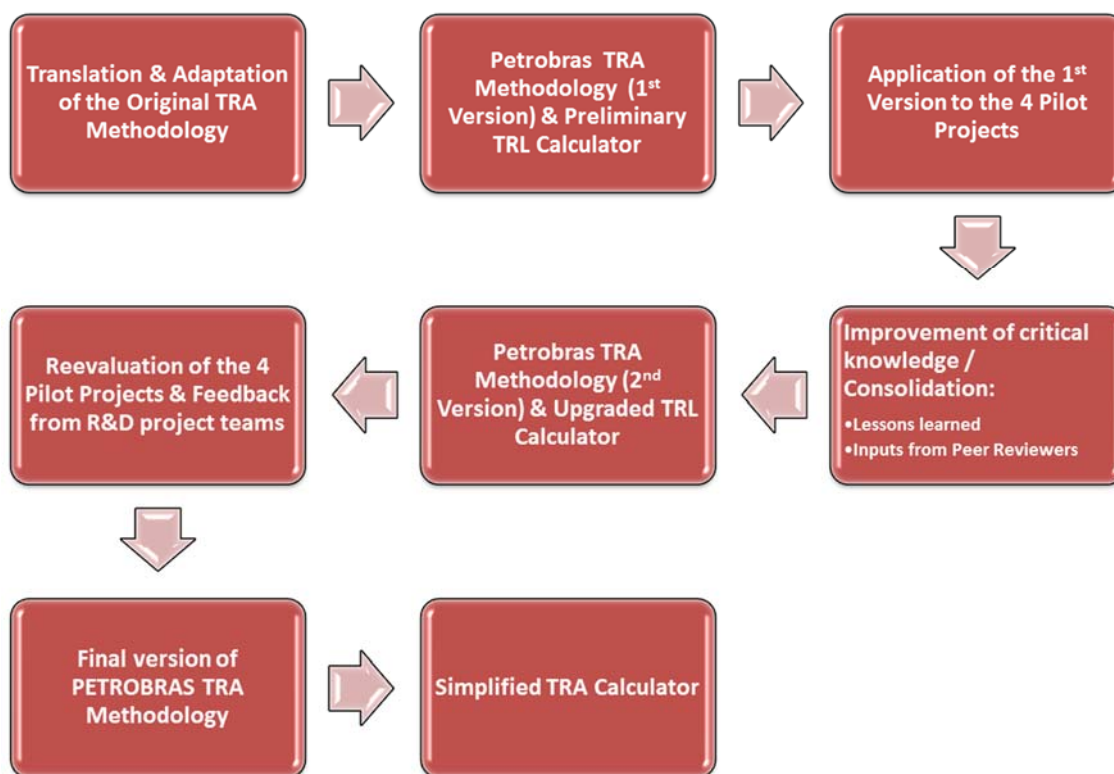 Translation & Adaptation
of the Original TRA
Methodology
Petrobras TRA
Methodology (1st
Version) & Preliminary
TRL Calculator
Application of the 1st
Version to the 4 Pilot
Projects
Improvement of critical
knowledge /
Consolidation:
•Lessons learned
•Inputs from Peer Reviewers
Petrobras TRA
Methodology (2nd
Version) & Upgraded TRL
Calculator
Reevaluation of the 4
Pilot Projects & Feedback
from R&D project teams
Final version of
PETROBRAS TRA
Methodology
Simplified TRA Calculator